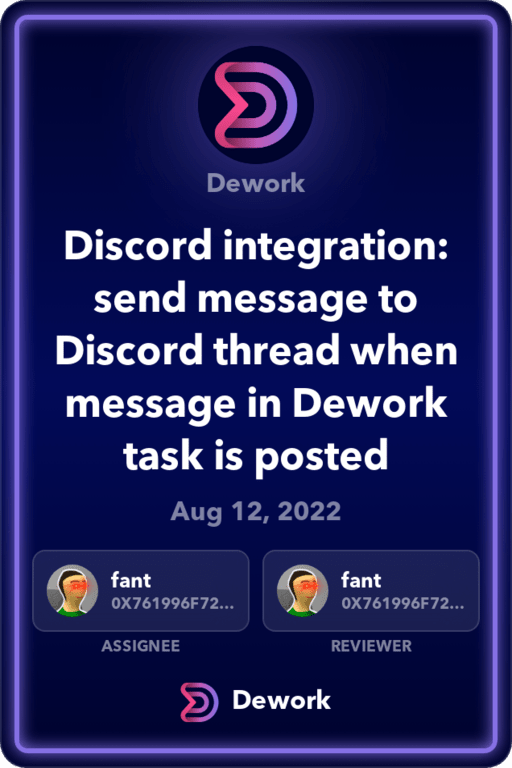 Dework
Discord integration:
send message to
Discord thread when
message in Dework
task is posted
Aug 12, 2022
fant
0X761996F72...
fant
0X761996F72...
ASSIGNEE
REVIEWER
Dework